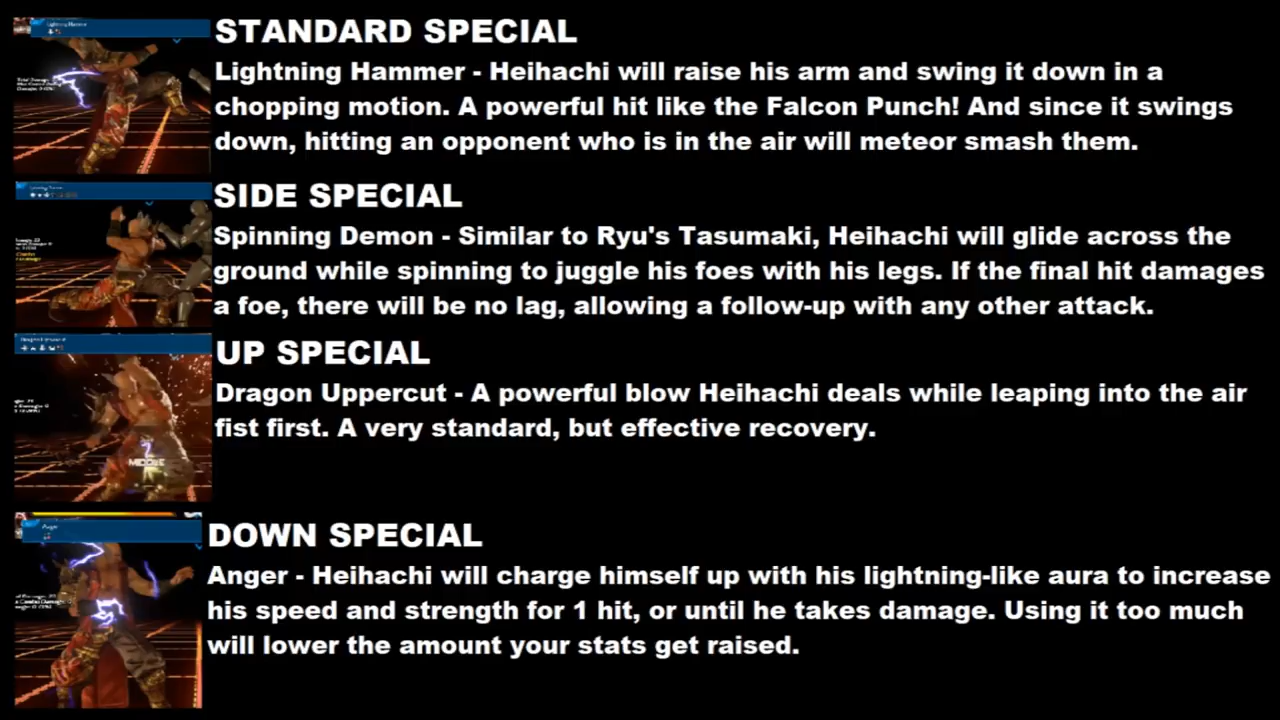 Lightning Hammer
STANDARD SPECIAL
Lightning Hammer - Heihachi will raise his arm and swing it down in a
chopping motion. A powerful hit like the Falcon Punch! And since it swings
down, hitting an opponent who is in the air will meteor smash them.
SIDE SPECIAL
Spinning Demon - Similar to Ryu's Tasumaki, Heihachi will glide across the
ground while spinning to juggle his foes with his legs. If the final hit damages
a foe, there will be no lag, allowing a follow-up with any other attack.
UP SPECIAL
Dragon Uppercut - A powerful blow Heihachi deals while leaping into the air
fist first. A very standard, but effective recovery.
MIDDLE
Anger
DOWN SPECIAL
Anger - Heihachi will charge himself up with his lightning-like aura to increase
his speed and strength for 1 hit, or until he takes damage. Using it too much
will lower the amount your stats get raised.